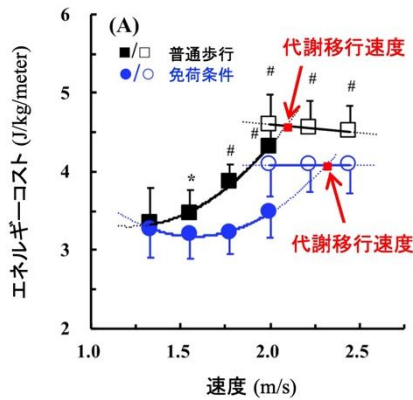 (A)
■/□ 普通歩行
●/○ 免荷条件
代謝移行速度
代謝移行速度
# # #
* # #
エネルギーコスト (J/kg/meter)
6
5
4
3
2
1.0 1.5 2.0 2.5
速度 (m/s)